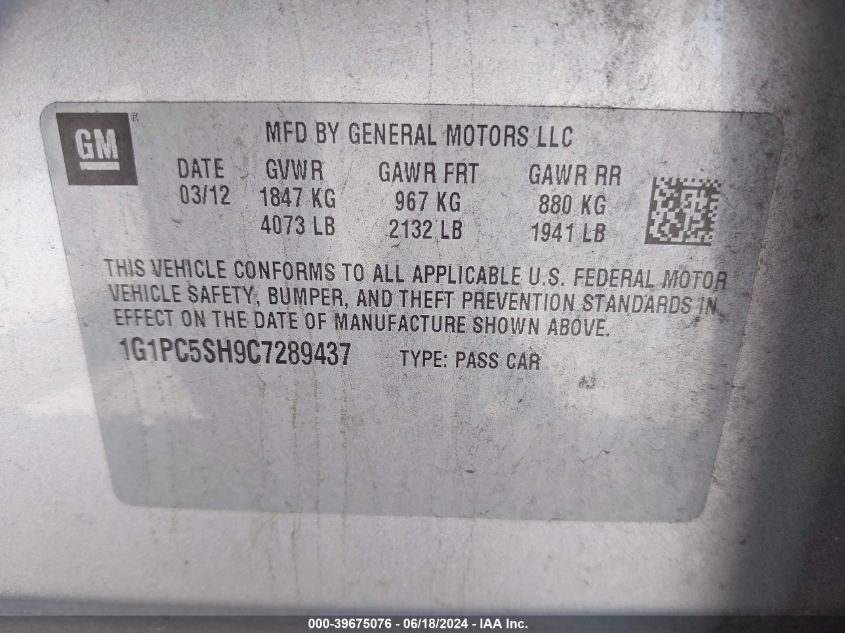 GM®
MFD BY GENERAL MOTORS LLC
DATE GVWR GAWR FRT GAWR RR
03/12 1847 KG 967 KG 880 KG
4073 LB 2132 LB 1941 LB
THIS VEHICLE CONFORMS TO ALL APPLICABLE U.S. FEDERAL MOTOR
VEHICLE SAFETY, BUMPER, AND THEFT PREVENTION STANDARDS IN
EFFECT ON THE DATE OF MANUFACTURE SHOWN ABOVE.
1G1PC5SH9C7289437 TYPE: PASS CAR
000-39675076 - 06/18/2024 - IAA Inc.